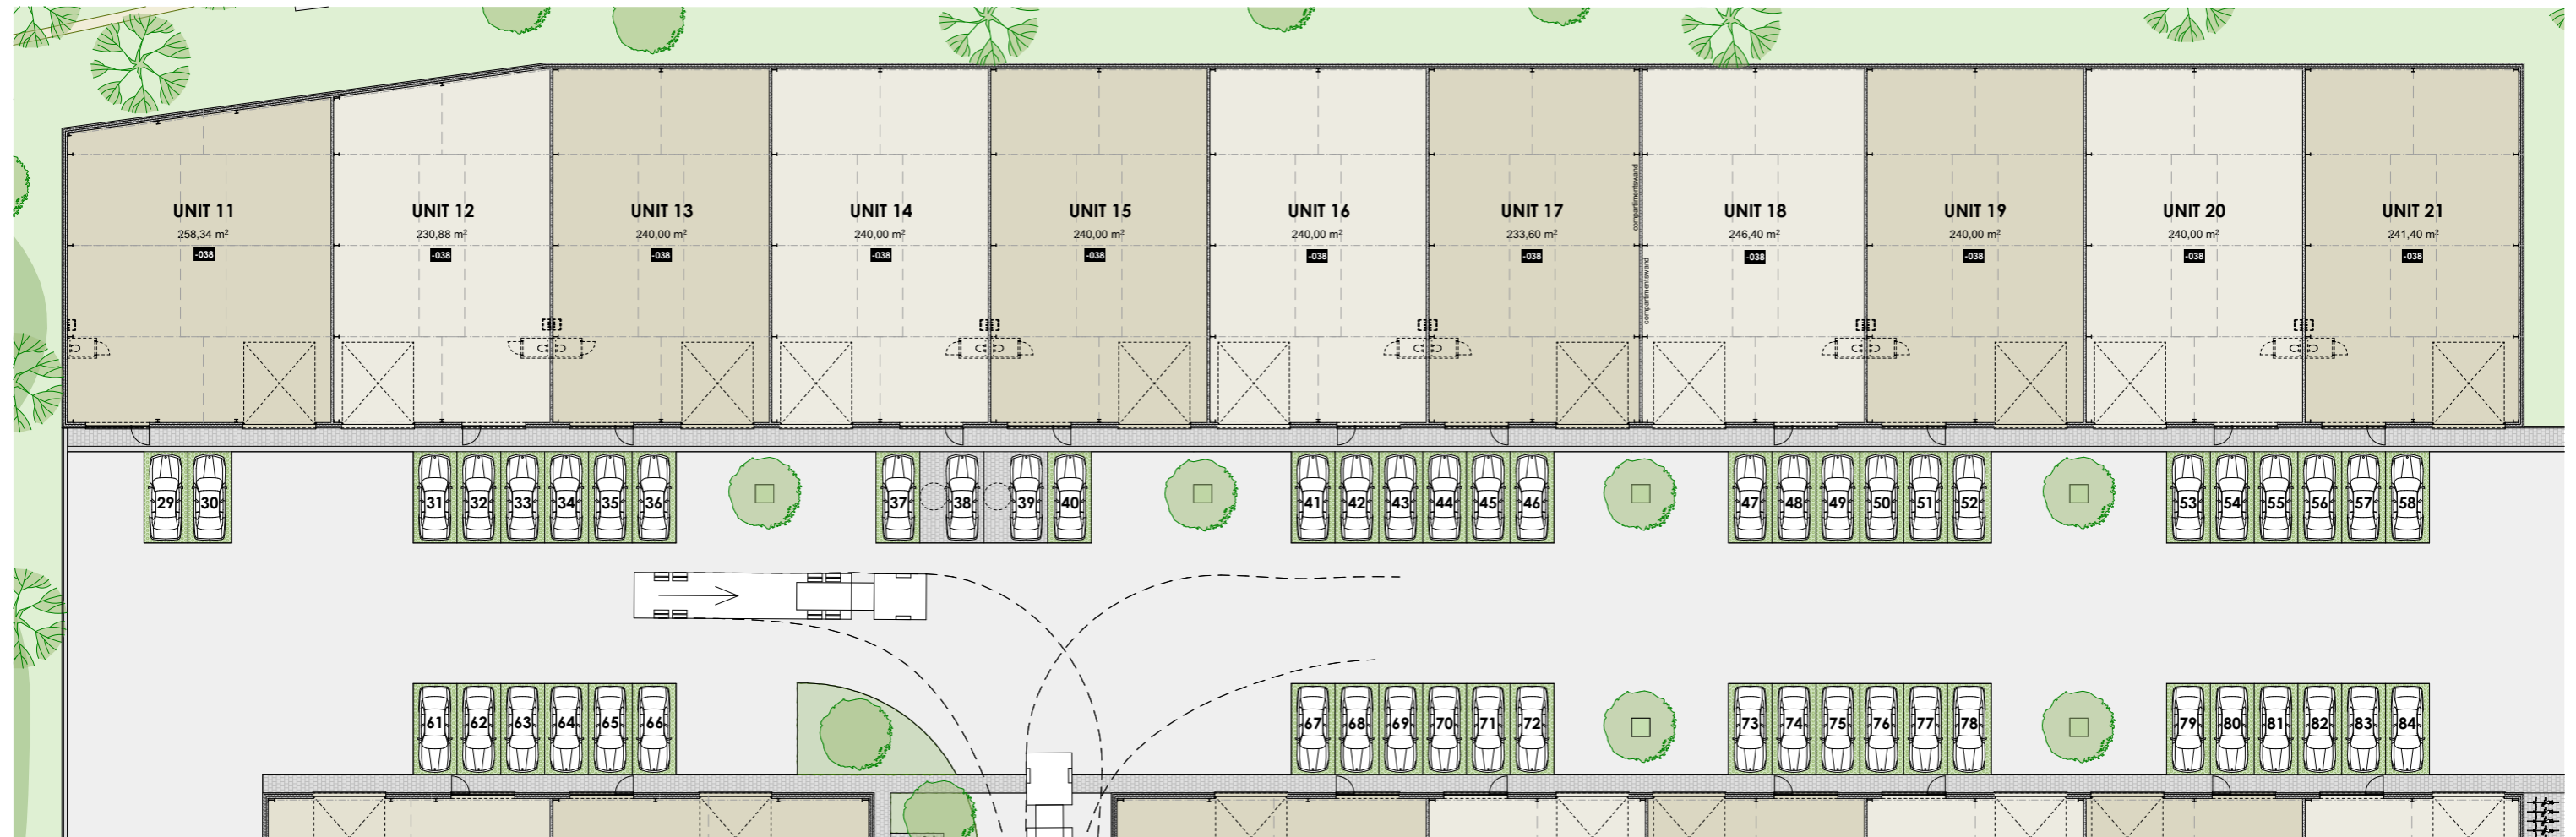 UNIT 11
258,34 m²
-038
UNIT 12
230,88 m²
-038
UNIT 13
240,00 m²
-038
UNIT 14
240,00 m²
-038
UNIT 15
240,00 m²
-038
UNIT 16
240,00 m²
-038
UNIT 17
233,60 m²
-038
compartimentswand
compartimentswand
UNIT 18
246,40 m²
-038
UNIT 19
240,00 m²
-038
UNIT 20
240,00 m²
-038
UNIT 21
241,40 m²
-038
29 30 31 32 33 34 35 36 37 38 39 40 41 42 43 44 45 46 47 48 49 50 51 52 53 54 55 56 57 58
61 62 63 64 65 66 67 68 69 70 71 72 73 74 75 76 77 78 79 80 81 82 83 84